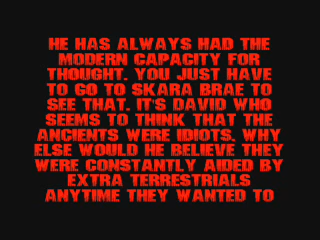 HE HAS ALWAYS HAD THE
MODERN CAPACITY FOR
THOUGHT. YOU JUST HAVE
TO GO TO SKARA BRAE TO
SEE THAT. IT'S DAVID WHO
SEEMS TO THINK THAT THE
ANCIENTS WERE IDIOTS. WHY
ELSE WOULD HE BELIEVE THEY
WERE CONSTANTLY AIDED BY
EXTRA TERRESTRIALS
ANYTIME THEY WANTED TO